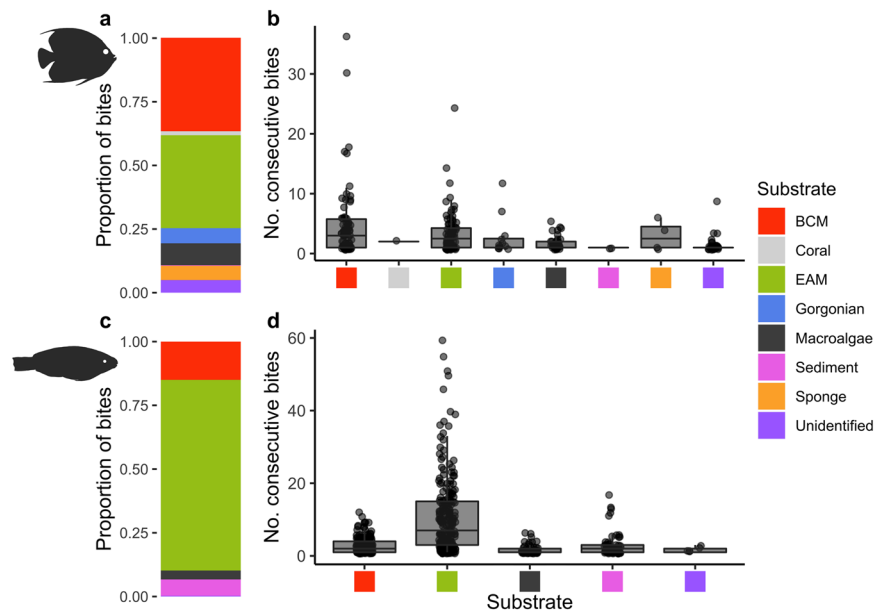 a
b
1.00
0.75
0.50
0.25
0.00
Proportion of bites
30
20
10
0
No. consecutive bites
c
d
1.00
0.75
0.50
0.25
0.00
Proportion of bites
60
40
20
0
No. consecutive bites
Substrate
Substrate
BCM
Coral
EAM
Gorgonian
Macroalgae
Sediment
Sponge
Unidentified